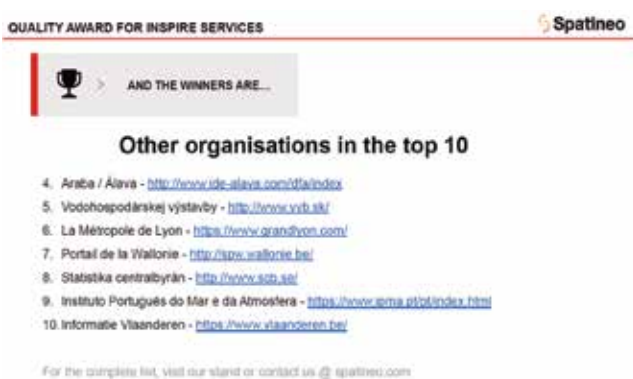 QUALITY AWARD FOR INSPIRE SERVICES
Spatineo
> AND THE WINNERS ARE...
Other organisations in the top 10
4. Araba / Álava - http://www.ide-alava.com/dfa/index
5. Vodohospodárskej výstavby - http://www.vvb.sk/
6. La Métropole de Lyon - https://www.grandlyon.com/
7. Portail de la Wallonie - http://spw.wallonie.be/
8. Statistika centralbyrån - http://www.scb.se/
9. Instituto Português do Mar e da Atmosfera - https://www.ipma.pt/pt/index.html
10. Informatie Vlaanderen - https://www.vlaanderen.be/
For the complete list, visit our stand or contact us @ spatineo.com